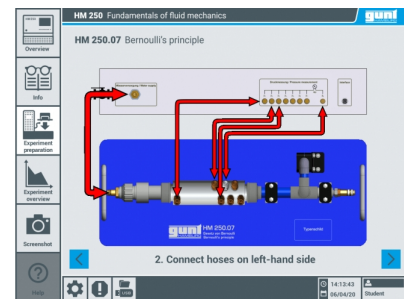 HM 250 Fundamentals of fluid mechanics
gunt
Overview
HM 250.07 Bernoulli's principle
Info
Experiment
preparation
gunt
HM 250.07
Bernoulli's principle
Typenschild
Experiment
overview
Screenshot
2. Connect hoses on left-hand side
Help
14:13:43
06/04/20
Student